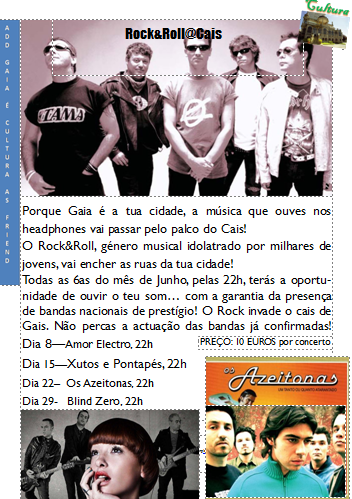 Cultura
Rock&Roll@Cais
ADD GAIA É CULTURA AS FRIEND
TAMA
Porque Gaia é a tua cidade, a música que ouves nos
headphones vai passar pelo palco do Cais!
O Rock&Roll, género musical idolatrado por milhares de
jovens, vai encher as ruas da tua cidade!
Todas as 6as do mês de Junho, pelas 22h, terás a oportu-
nidade de ouvir o teu som... com a garantia da presença
de bandas nacionais de prestígio! O Rock invade o cais de
Gais. Não percas a actuação das bandas já confirmadas!
Dia 8—Amor Electro, 22h
PREÇO: 10 EUROS por concerto
Dia 15—Xutos e Pontapés, 22h
Dia 22– Os Azeitonas, 22h
Dia 29- Blind Zero, 22h
OS
Azeitonas